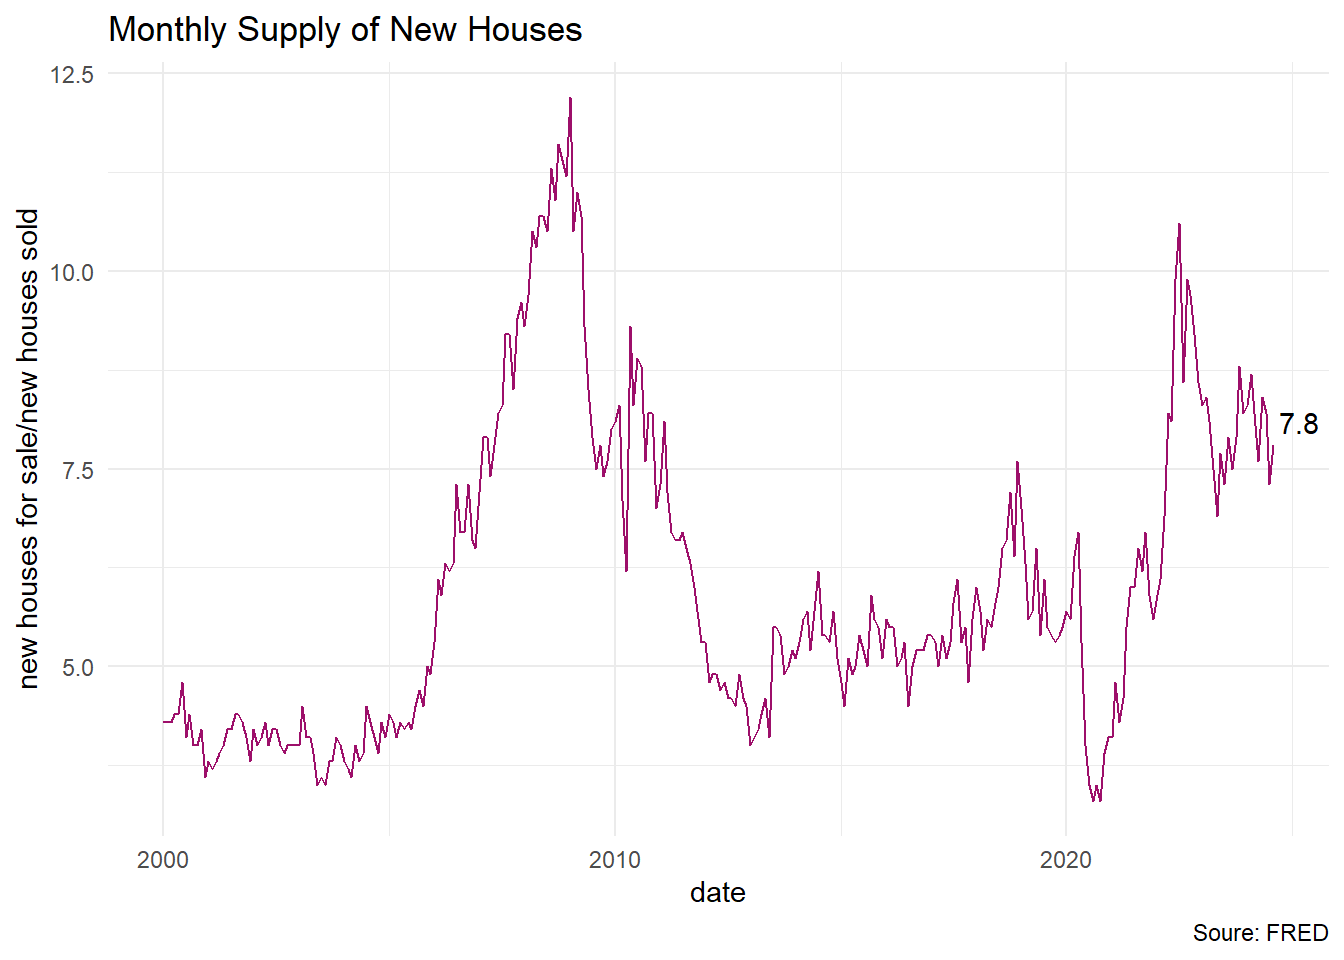 Monthly Supply of New Houses
new houses for sale/new houses sold
12.5
10.0
7.5
5.0
7.8
2000
2010
2020
date
Soure: FRED